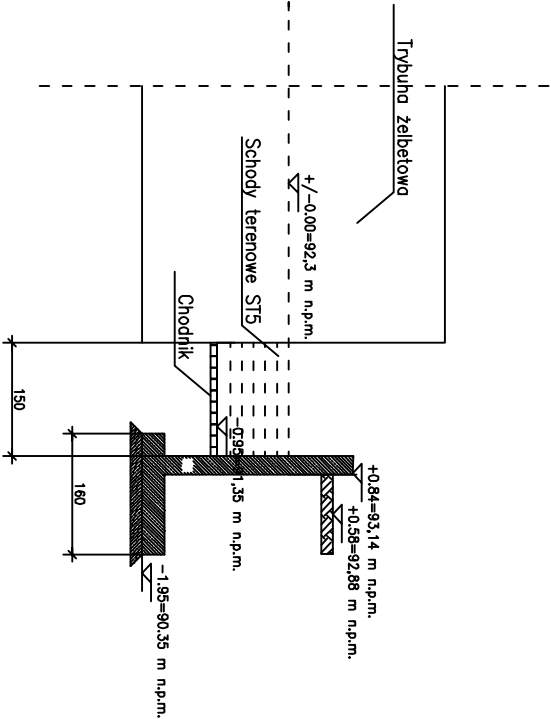 Trybuna żelbetowa
+/-0.00=92,3 m n.p.m.
Schody terenowe ST5
Chodnik
-0.95=91,35 m n.p.m.
+0.84=93,14 m n.p.m.
+0.58=92,88 m n.p.m.
-1.95=90.35 m n.p.m.
150
160